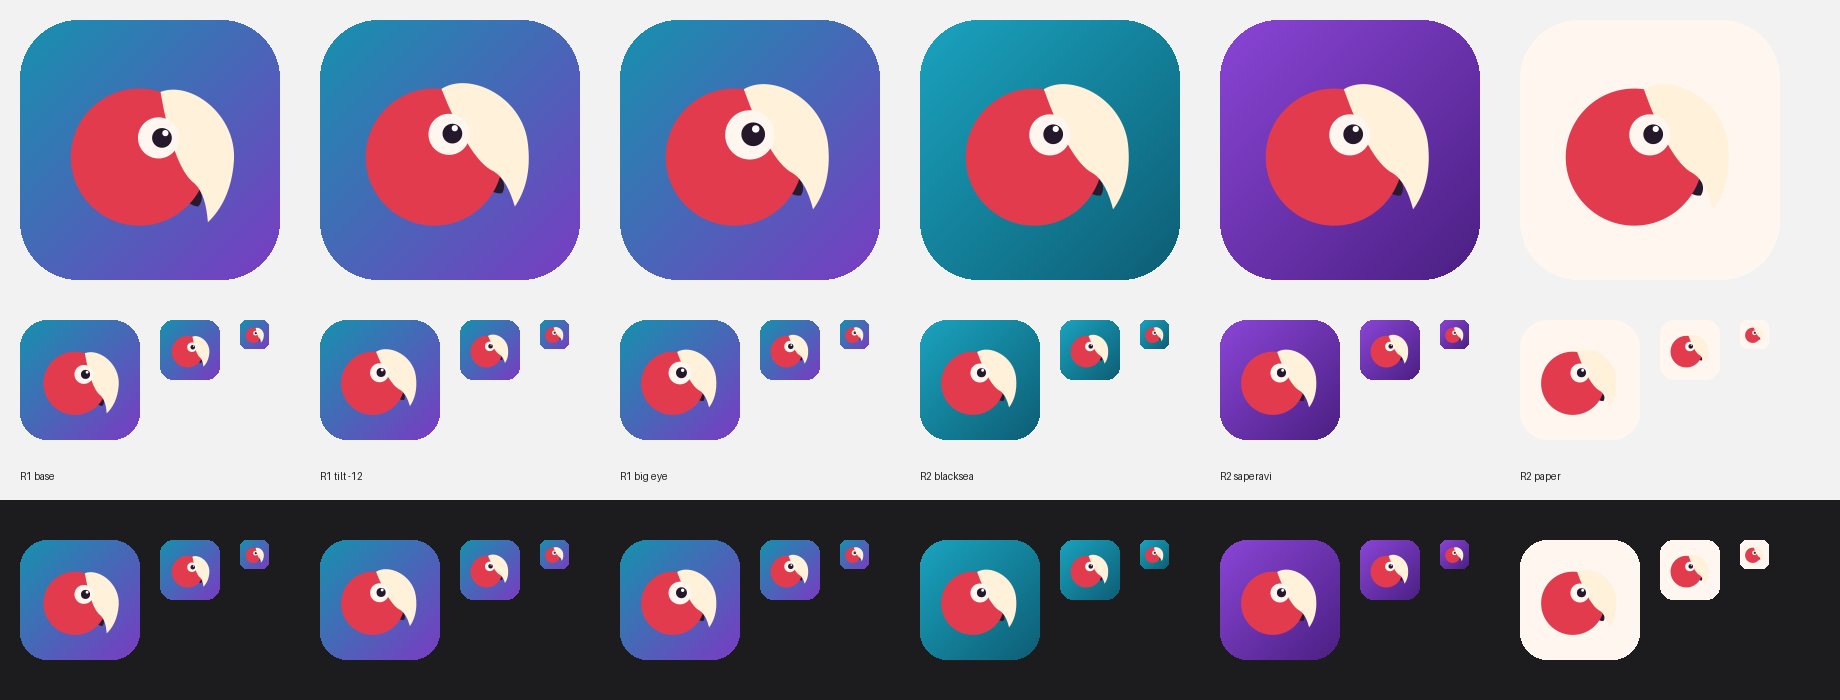 R1 base
R1 tilt-12
R1 big eye
R2 blacksea
R2 saperavi
R2 paper